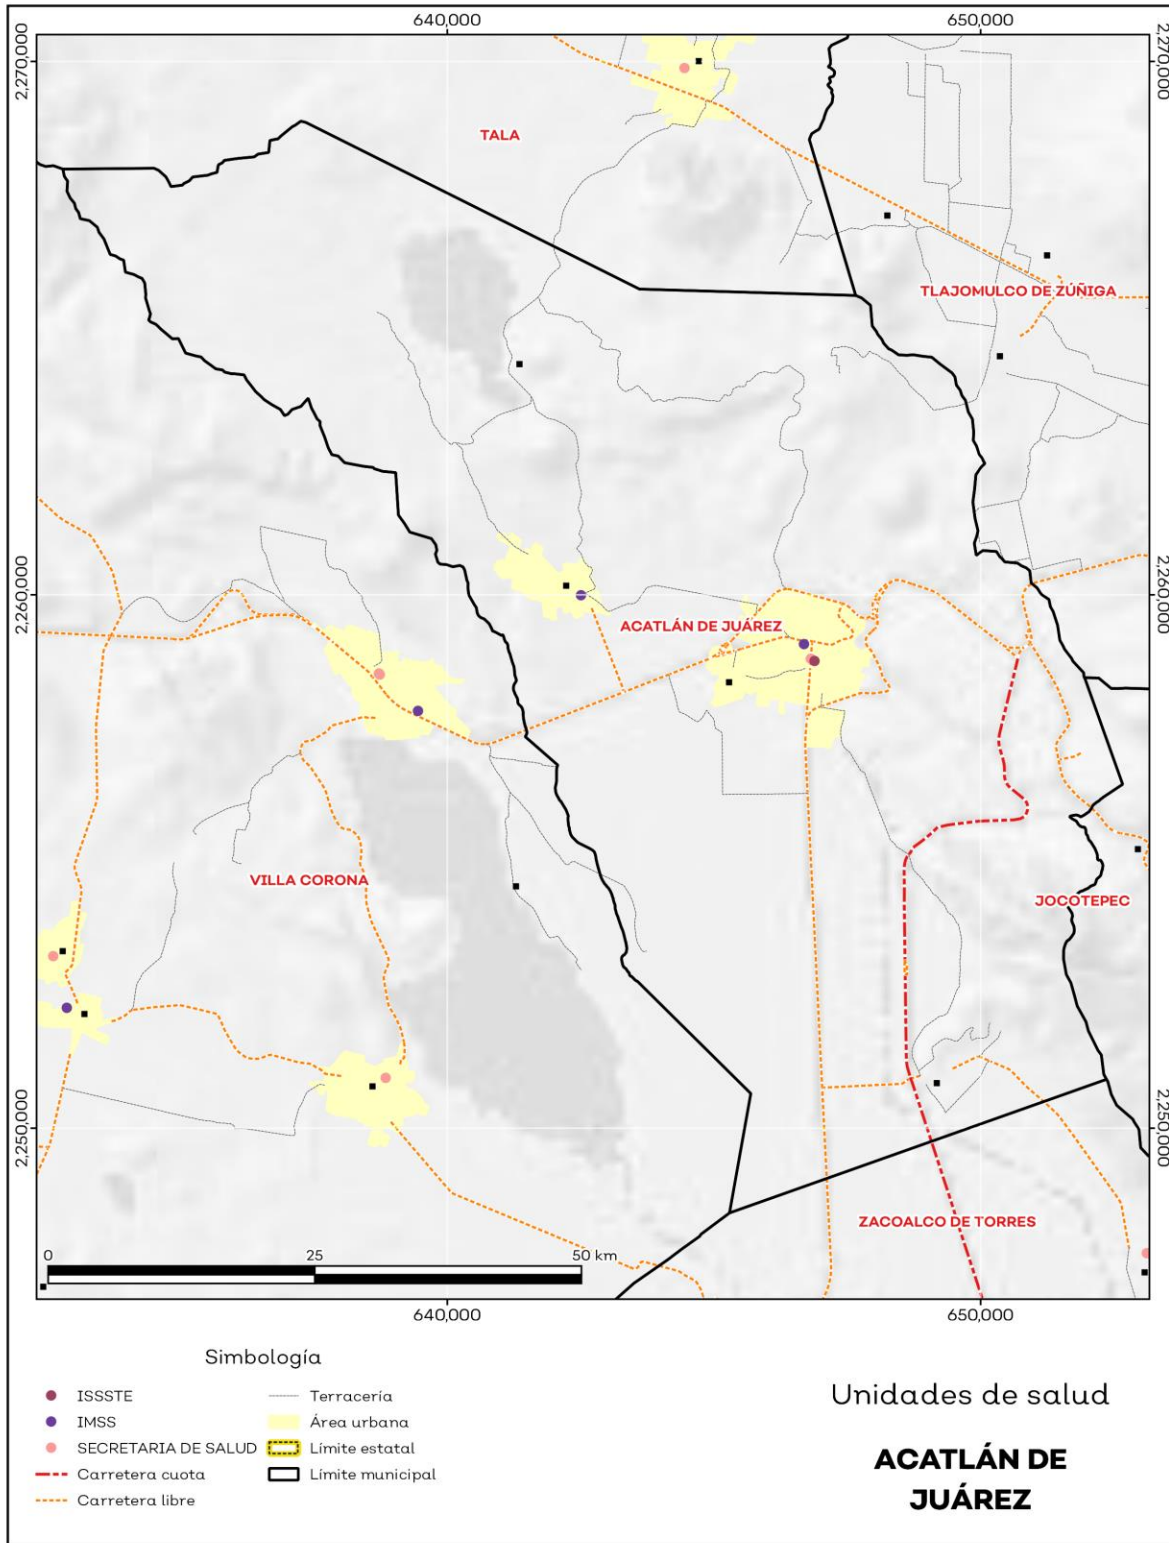 640,000
650,000
2,270,000
2,270,000
TALA
TLAJOMULCO DE ZÚÑIGA
2,260,000
2,260,000
ACATLÁN DE JUÁREZ
VILLA CORONA
JOCOTEPEC
2,250,000
2,250,000
ZACOALCO DE TORRES
0
25
50 km
640,000
650,000
Simbología
ISSSTE
IMSS
SECRETARIA DE SALUD
Carretera cuota
Carretera libre
Terracería
Área urbana
Límite estatal
Límite municipal
Unidades de salud
ACATLÁN DE
JUÁREZ